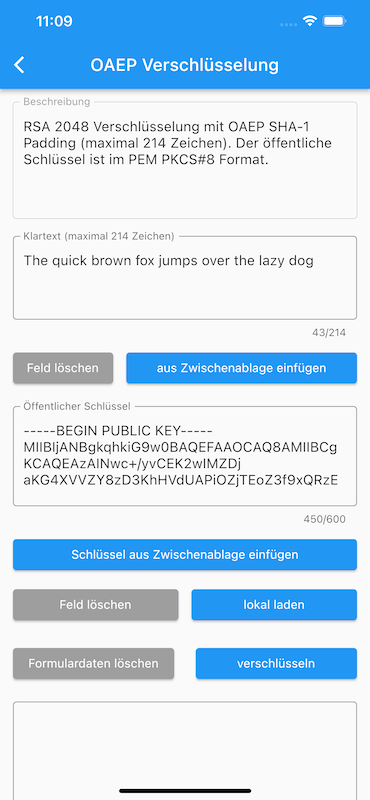 11:09
OAEP Verschlüsselung
Beschreibung
RSA 2048 Verschlüsselung mit OAEP SHA-1
Padding (maximal 214 Zeichen). Der öffentliche
Schlüssel ist im PEM PKCS#8 Format.
Klartext (maximal 214 Zeichen)
The quick brown fox jumps over the lazy dog
43/214
Feld löschen
aus Zwischenablage einfügen
Öffentlicher Schlüssel
-----BEGIN PUBLIC KEY-----
MIIBIjANBgkqhkiG9w0BAQEFAAOCAQ8AMIIBCg
KCAQEAzAINwc+/yvCEK2wIMZDj
aKG4XVVZY8zD3KhHVdUAPiOZjTEoZ3f9xQRzE
450/600
Schlüssel aus Zwischenablage einfügen
Feld löschen
lokal laden
Formulardaten löschen
verschlüsseln